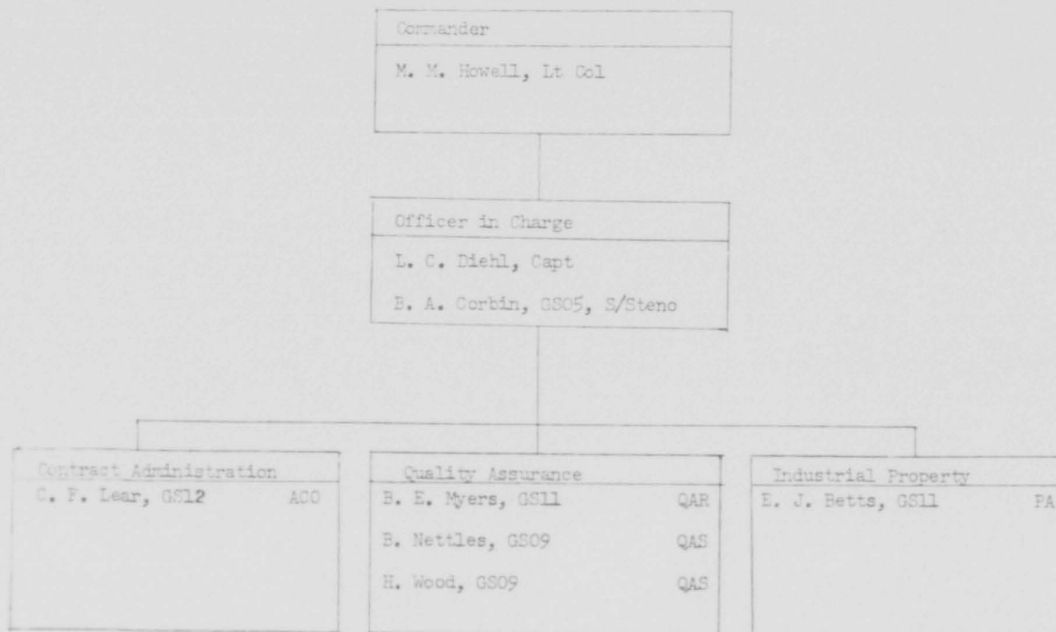 Commander
M. M. Howell, Lt Col
Officer in Charge
L. C. Diehl, Capt
B. A. Corbin, GS05, S/Steno
Contract Administration
C. F. Lear, GS12 ACO
Quality Assurance
B. E. Myers, GS11 QAR
B. Nettles, GS09 QAS
H. Wood, GS09 QAS
Industrial Property
E. J. Betts, GS11 PA